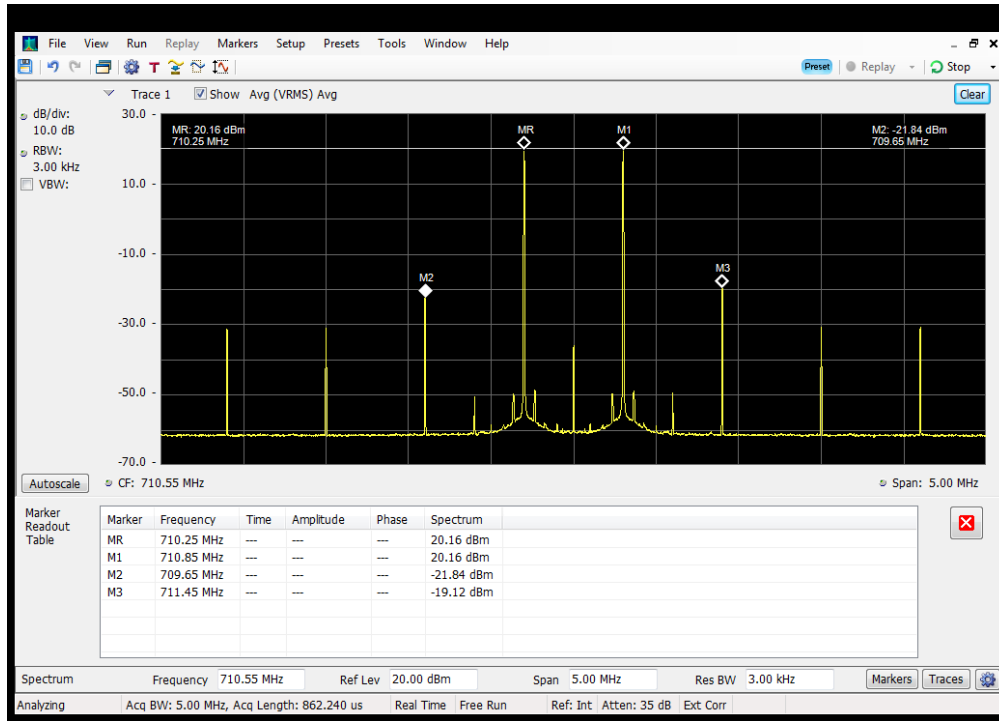 File View Run Replay Markers Setup Presets Tools Window Help
Preset Replay Stop
Trace 1 Show Avg (VRMS) Avg Clear
dB/div:
10.0 dB
RBW:
3.00 kHz
VBW:
30.0
10.0
-10.0
-30.0
-50.0
-70.0
MR: 20.16 dBm
710.25 MHz
MR
M1
M2: -21.84 dBm
709.65 MHz
M2
M3
Autoscale CF: 710.55 MHz Span: 5.00 MHz
Marker
Readout
Table
Marker Frequency Time Amplitude Phase Spectrum
MR 710.25 MHz --- --- --- 20.16 dBm
M1 710.85 MHz --- --- --- 20.16 dBm
M2 709.65 MHz --- --- --- -21.84 dBm
M3 711.45 MHz --- --- --- -19.12 dBm
Spectrum Frequency 710.55 MHz Ref Lev 20.00 dBm Span 5.00 MHz Res BW 3.00 kHz Markers Traces
Analyzing Acq BW: 5.00 MHz, Acq Length: 862.240 us Real Time Free Run Ref: Int Atten: 35 dB Ext Corr